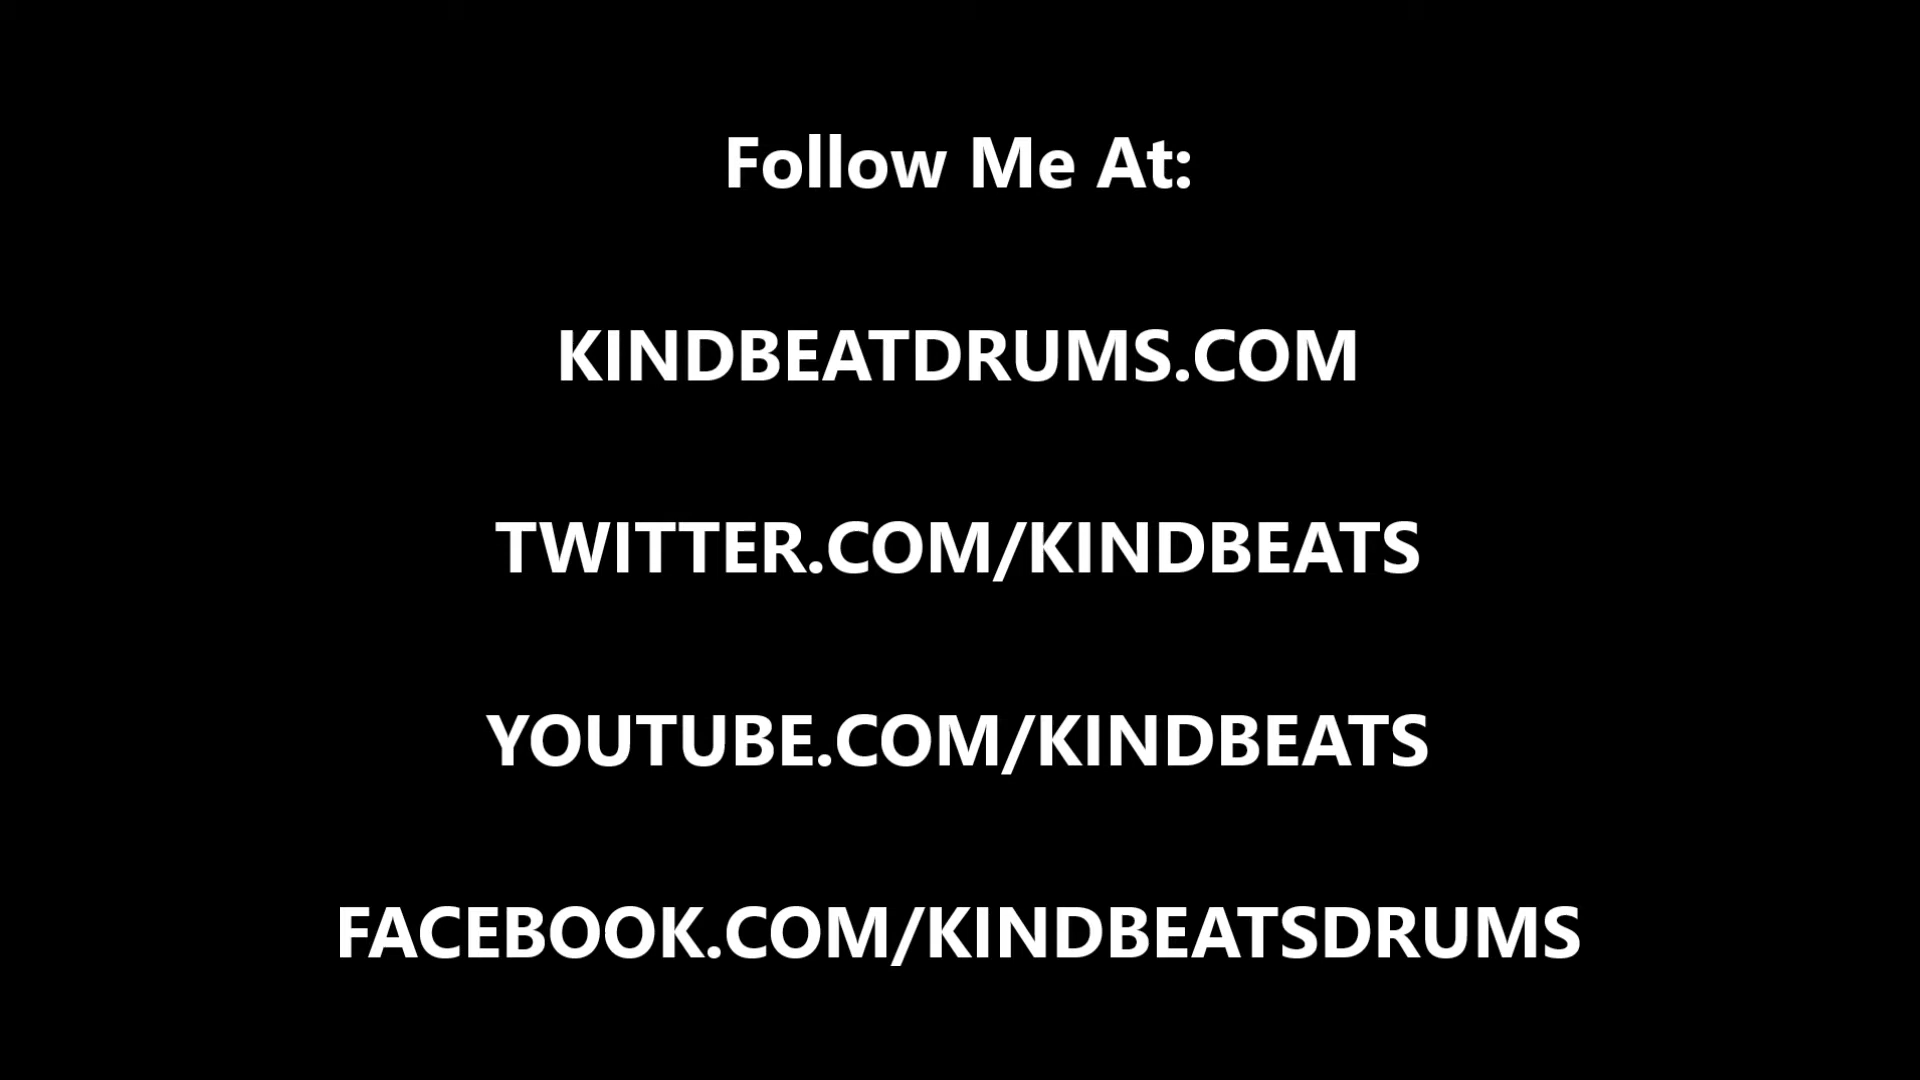 Follow Me At:
KINDBEATDRUMS.COM
TWITTER.COM/KINDBEATS
YOUTUBE.COM/KINDBEATS
FACEBOOK.COM/KINDBEATSDRUMS